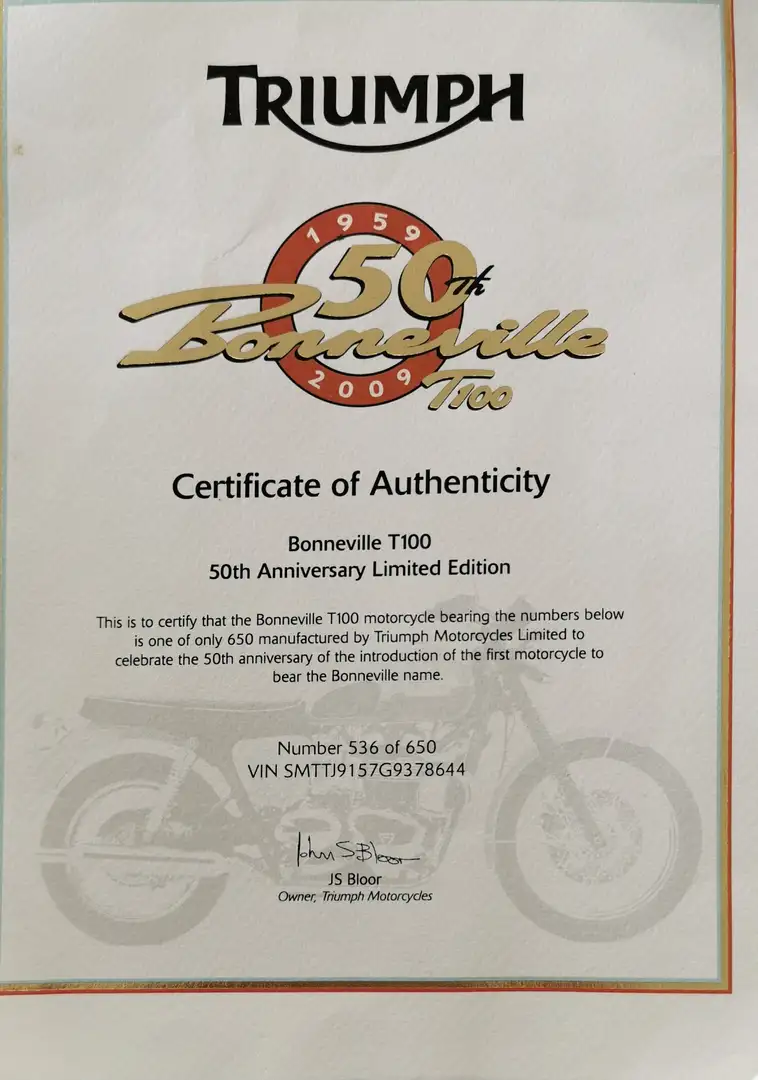 TRIUMPH
1959
50Th
Bonneville
T100
2009
Certificate of Authenticity
Bonneville T100
50th Anniversary Limited Edition
This is to certify that the Bonneville T100 motorcycle bearing the numbers below
is one of only 650 manufactured by Triumph Motorcycles Limited to
celebrate the 50th anniversary of the introduction of the first motorcycle to
bear the Bonneville name.
Number 536 of 650
VIN SMTTJ9157G9378644
John S Bloor
JS Bloor
Owner, Triumph Motorcycles